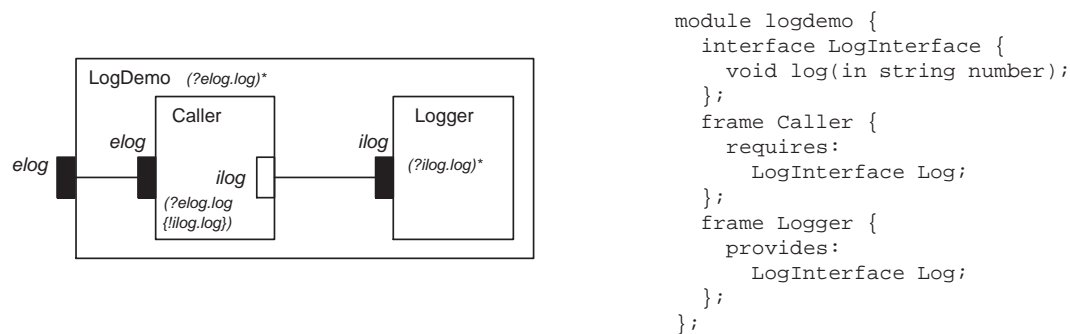 LogDemo (?elog.log)*
Caller
Logger
elog
ilog
elog
ilog
(?ilog.log)*
(?elog.log
{!ilog.log})
module logdemo {
interface LogInterface {
void log(in string number);
};
frame Caller {
requires:
LogInterface Log;
};
frame Logger {
provides:
LogInterface Log;
};
};